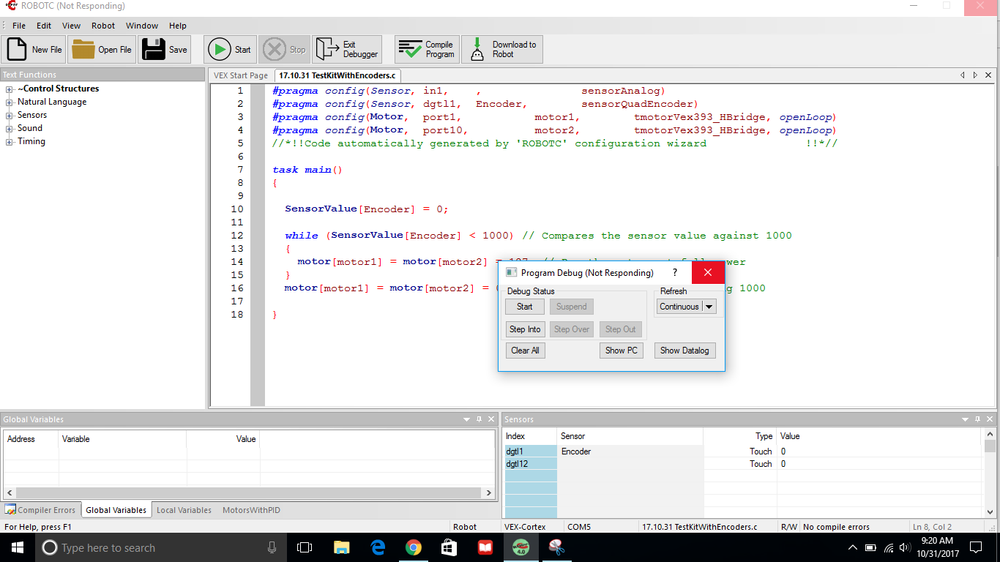 ROBOTC (Not Responding)
File Edit View Robot Window Help
New File Open File Save Start Stop Exit Debugger Compile Program Download to Robot
Text Functions
~Control Structures
Natural Language
Sensors
Sound
Timing
VEX Start Page 17.10.31 TestKitWithEncoders.c
1 #pragma config(Sensor, in1, , sensorAnalog)
2 #pragma config(Sensor, dgtl1, Encoder, sensorQuadEncoder)
3 #pragma config(Motor, port1, motor1, tmotorVex393_HBridge, openLoop)
4 #pragma config(Motor, port10, motor2, tmotorVex393_HBridge, openLoop)
5 //*!!Code automatically generated by 'ROBOTC' configuration wizard !!*//
6
7 task main()
8 {
9
10 SensorValue[Encoder] = 0;
11
12 while (SensorValue[Encoder] < 1000) // Compares the sensor value against 1000
13 {
14 motor[motor1] = motor[motor2] =
15 }
16 motor[motor1] = motor[motor2] = 1000
17
18 }
Program Debug (Not Responding) ?
Debug Status Refresh
Start Suspend Continuous
Step Into Step Over Step Out
Clear All Show PC Show Datalog
Global Variables
Address Variable Value
Compiler Errors Global Variables Local Variables MotorsWithPID
Sensors
Index Sensor Type Value
dgtl1 Encoder Touch 0
dgtl12 Touch 0
For Help, press F1 Robot VEX-Cortex COM5 17.10.31 TestKitWithEncoders.c R/W No compile errors Ln 8, Col 2
Type here to search
4.0
9:20 AM
10/31/2017